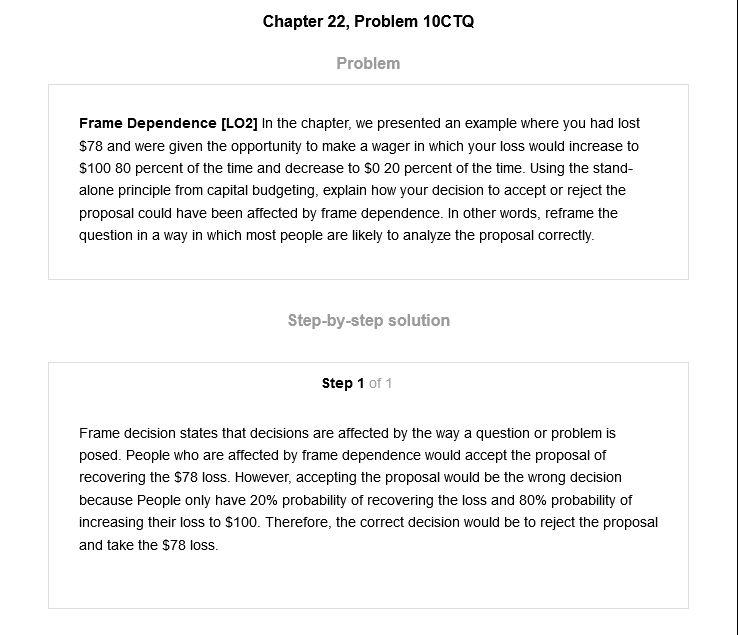 Chapter 22, Problem 10CTQ
Problem
Frame Dependence [LO2] In the chapter, we presented an example where you had lost
$78 and were given the opportunity to make a wager in which your loss would increase to
$100 80 percent of the time and decrease to $0 20 percent of the time. Using the stand-
alone principle from capital budgeting, explain how your decision to accept or reject the
proposal could have been affected by frame dependence. In other words, reframe the
question in a way in which most people are likely to analyze the proposal correctly.
Step-by-step solution
Step 1 of 1
Frame decision states that decisions are affected by the way a question or problem is
posed. People who are affected by frame dependence would accept the proposal of
recovering the $78 loss. However, accepting the proposal would be the wrong decision
because People only have 20% probability of recovering the loss and 80% probability of
increasing their loss to $100. Therefore, the correct decision would be to reject the proposal
and take the $78 loss.